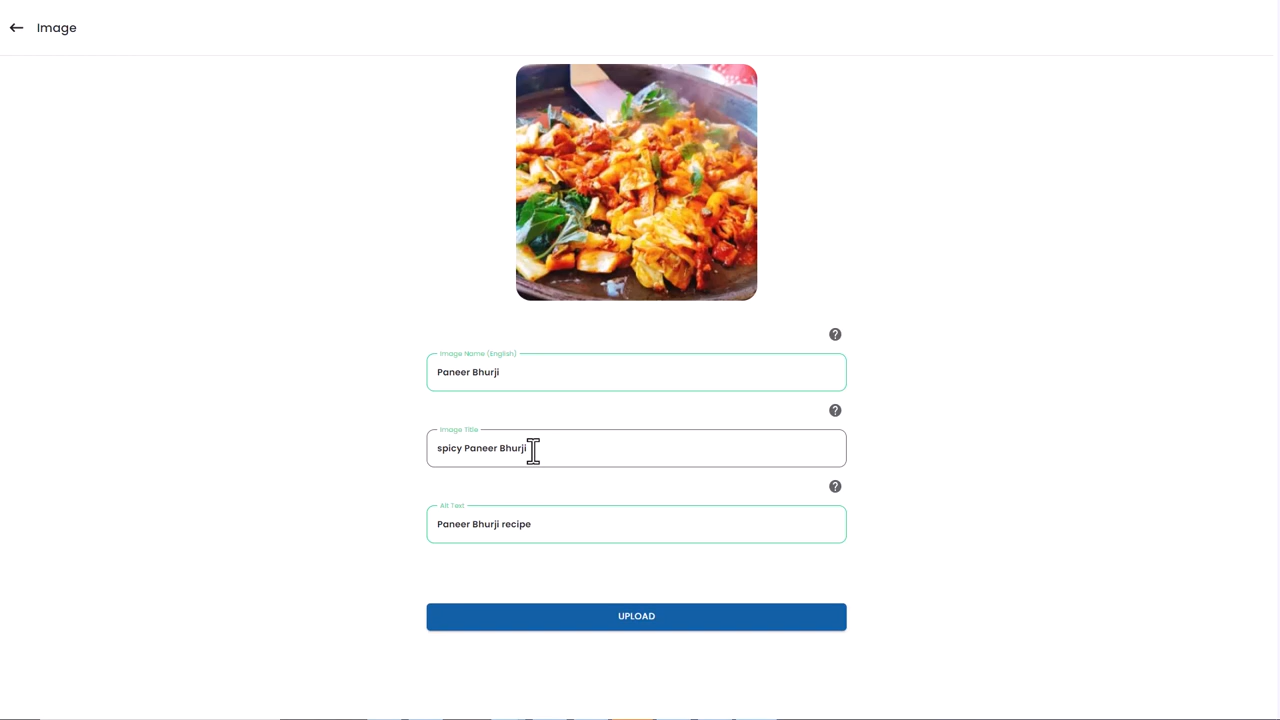 Image
Image Name (English)
Paneer Bhurji
Image Title
spicy Paneer Bhurji
Alt Text
Paneer Bhurji recipe
UPLOAD